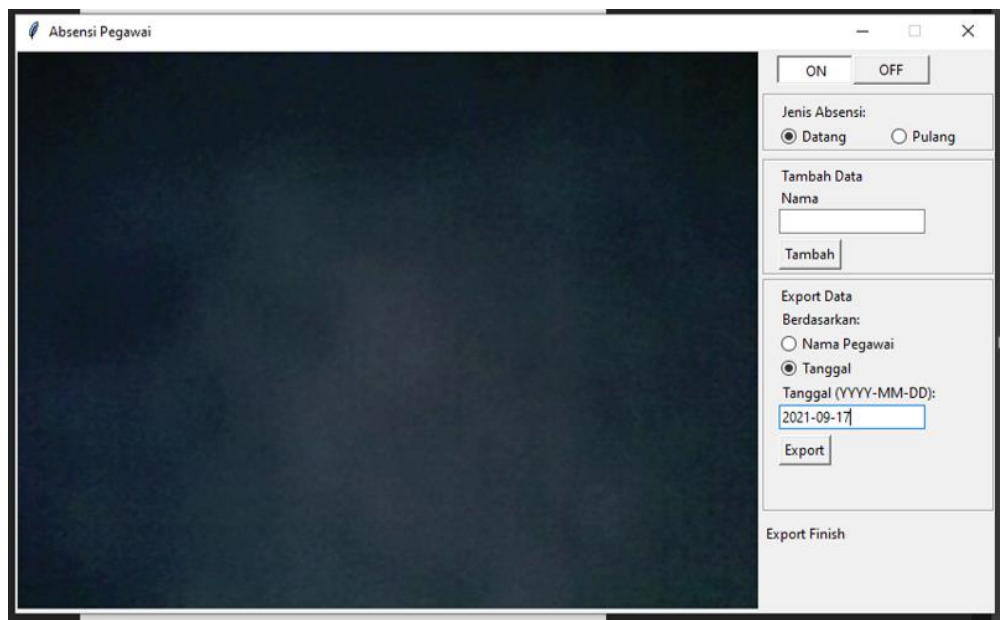 Absensi Pegawai
ON OFF
Jenis Absensi:
Datang Pulang
Tambah Data
Nama
Tambah
Export Data
Berdasarkan:
Nama Pegawai
Tanggal
Tanggal (YYYY-MM-DD):
2021-09-17
Export
Export Finish